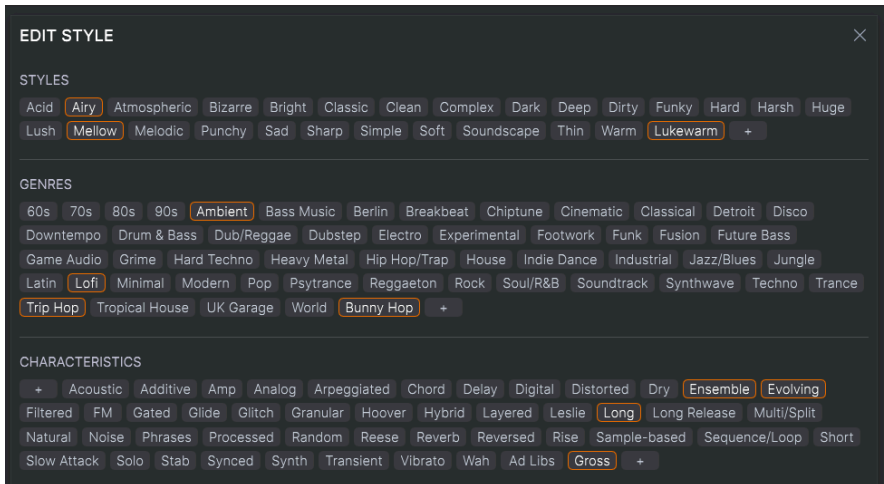 EDIT STYLE
STYLES
Acid Airy Atmospheric Bizarre Bright Classic Clean Complex Dark Deep Dirty Funky Hard Harsh Huge
Lush Mellow Melodic Punchy Sad Sharp Simple Soft Soundscape Thin Warm Lukewarm +
GENRES
60s 70s 80s 90s Ambient Bass Music Berlin Breakbeat Chiptune Cinematic Classical Detroit Disco
Downtempo Drum & Bass Dub/Reggae Dubstep Electro Experimental Footwork Funk Fusion Future Bass
Game Audio Grime Hard Techno Heavy Metal Hip Hop/Trap House Indie Dance Industrial Jazz/Blues Jungle
Latin Lofi Minimal Modern Pop Psytrance Reggaeton Rock Soul/R&B Soundtrack Synthwave Techno Trance
Trip Hop Tropical House UK Garage World Bunny Hop +
CHARACTERISTICS
+ Acoustic Additive Amp Analog Arpeggiated Chord Delay Digital Distorted Dry Ensemble Evolving
Filtered FM Gated Glide Glitch Granular Hoover Hybrid Layered Leslie Long Long Release Multi/Split
Natural Noise Phrases Processed Random Reese Reverb Reversed Rise Sample-based Sequence/Loop Short
Slow Attack Solo Stab Synced Synth Transient Vibrato Wah Ad Libs Gross +